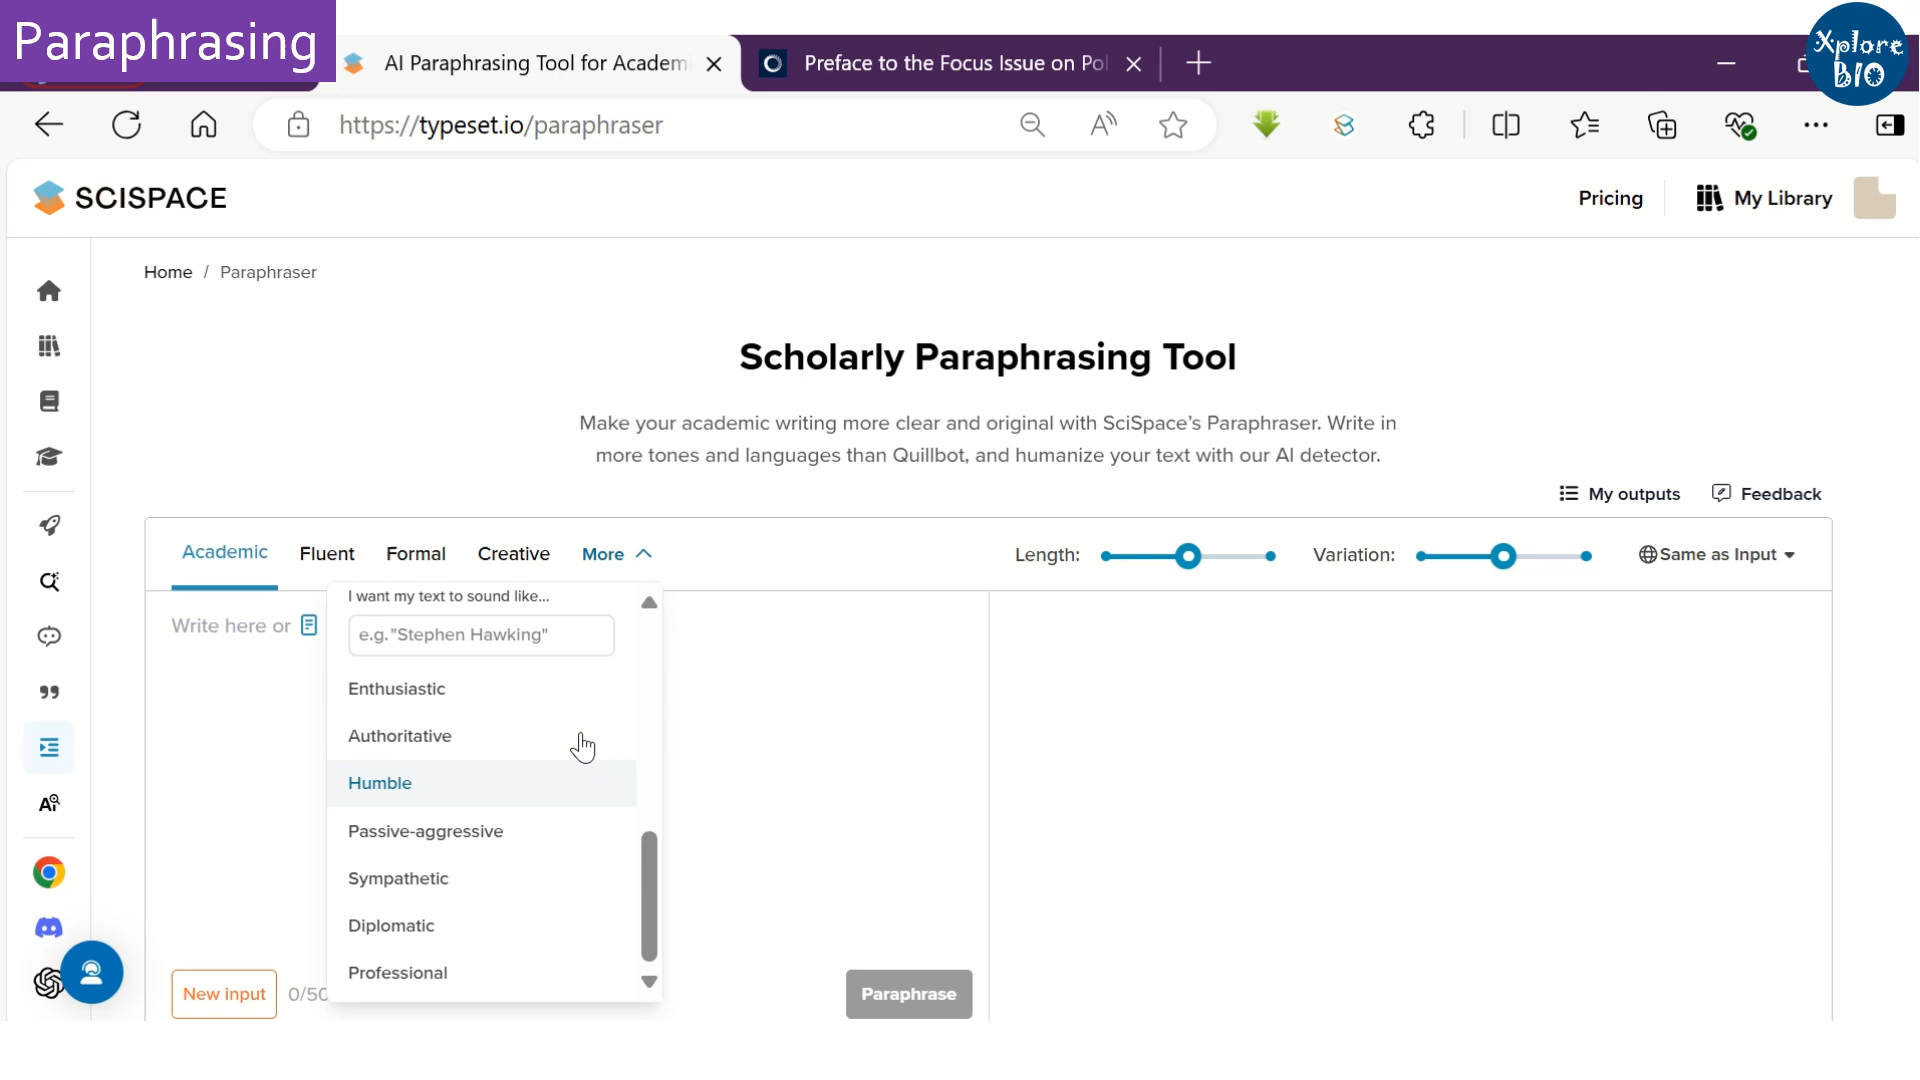 Paraphrasing
AI Paraphrasing Tool for Academ
Preface to the Focus Issue on Pol
Xplore
BIO
https://typeset.io/paraphraser
SCISPACE
Pricing
My Library
Home / Paraphraser
Scholarly Paraphrasing Tool
Make your academic writing more clear and original with SciSpace's Paraphraser. Write in
more tones and languages than Quillbot, and humanize your text with our AI detector.
My outputs
Feedback
Academic
Fluent
Formal
Creative
More
Length:
Variation:
Same as Input
Write here or
I want my text to sound like...
e.g."Stephen Hawking"
Enthusiastic
Authoritative
Humble
Passive-aggressive
Sympathetic
Diplomatic
Professional
New input
0/50
Paraphrase